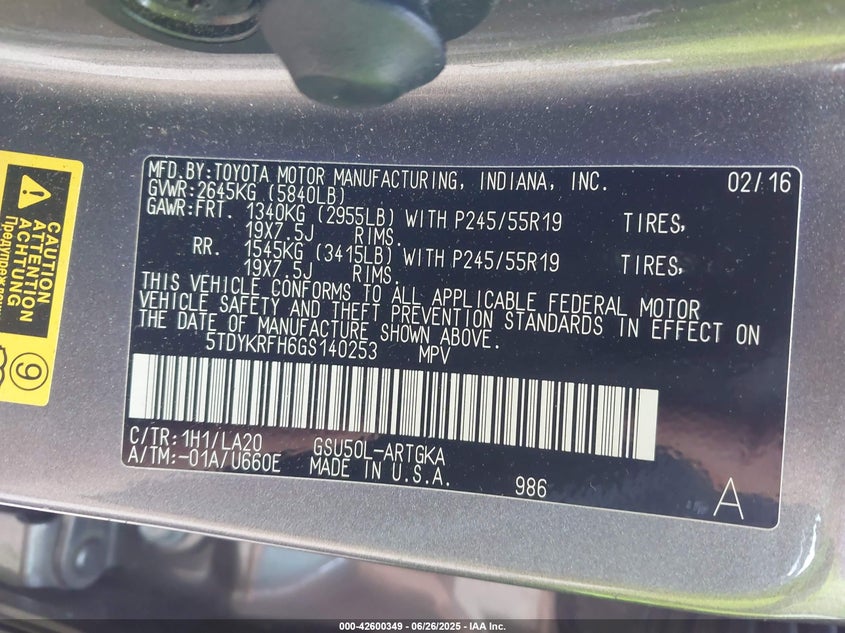 CAUTION
ATTENTION
ACHTUNG
9
MFD.BY:TOYOTA MOTOR MANUFACTURING, INDIANA, INC. 02/16
GVWR:2645KG (5840LB)
GAWR:FRT. 1340KG (2955LB) WITH P245/55R19 TIRES,
19X7.5J RIMS.
RR. 1545KG (3415LB) WITH P245/55R19 TIRES,
19X7.5J RIMS.
THIS VEHICLE CONFORMS TO ALL APPLICABLE FEDERAL MOTOR
VEHICLE SAFETY AND THEFT PREVENTION STANDARDS IN EFFECT ON
THE DATE OF MANUFACTURE SHOWN ABOVE.
5TDYKRFH6GS140253 MPV
C/TR:1H1/LA20 GSU50L-ARTGKA
A/TM:-01A/U660E MADE IN U.S.A. 986 A
000-42600349 - 06/26/2025 - IAA Inc.